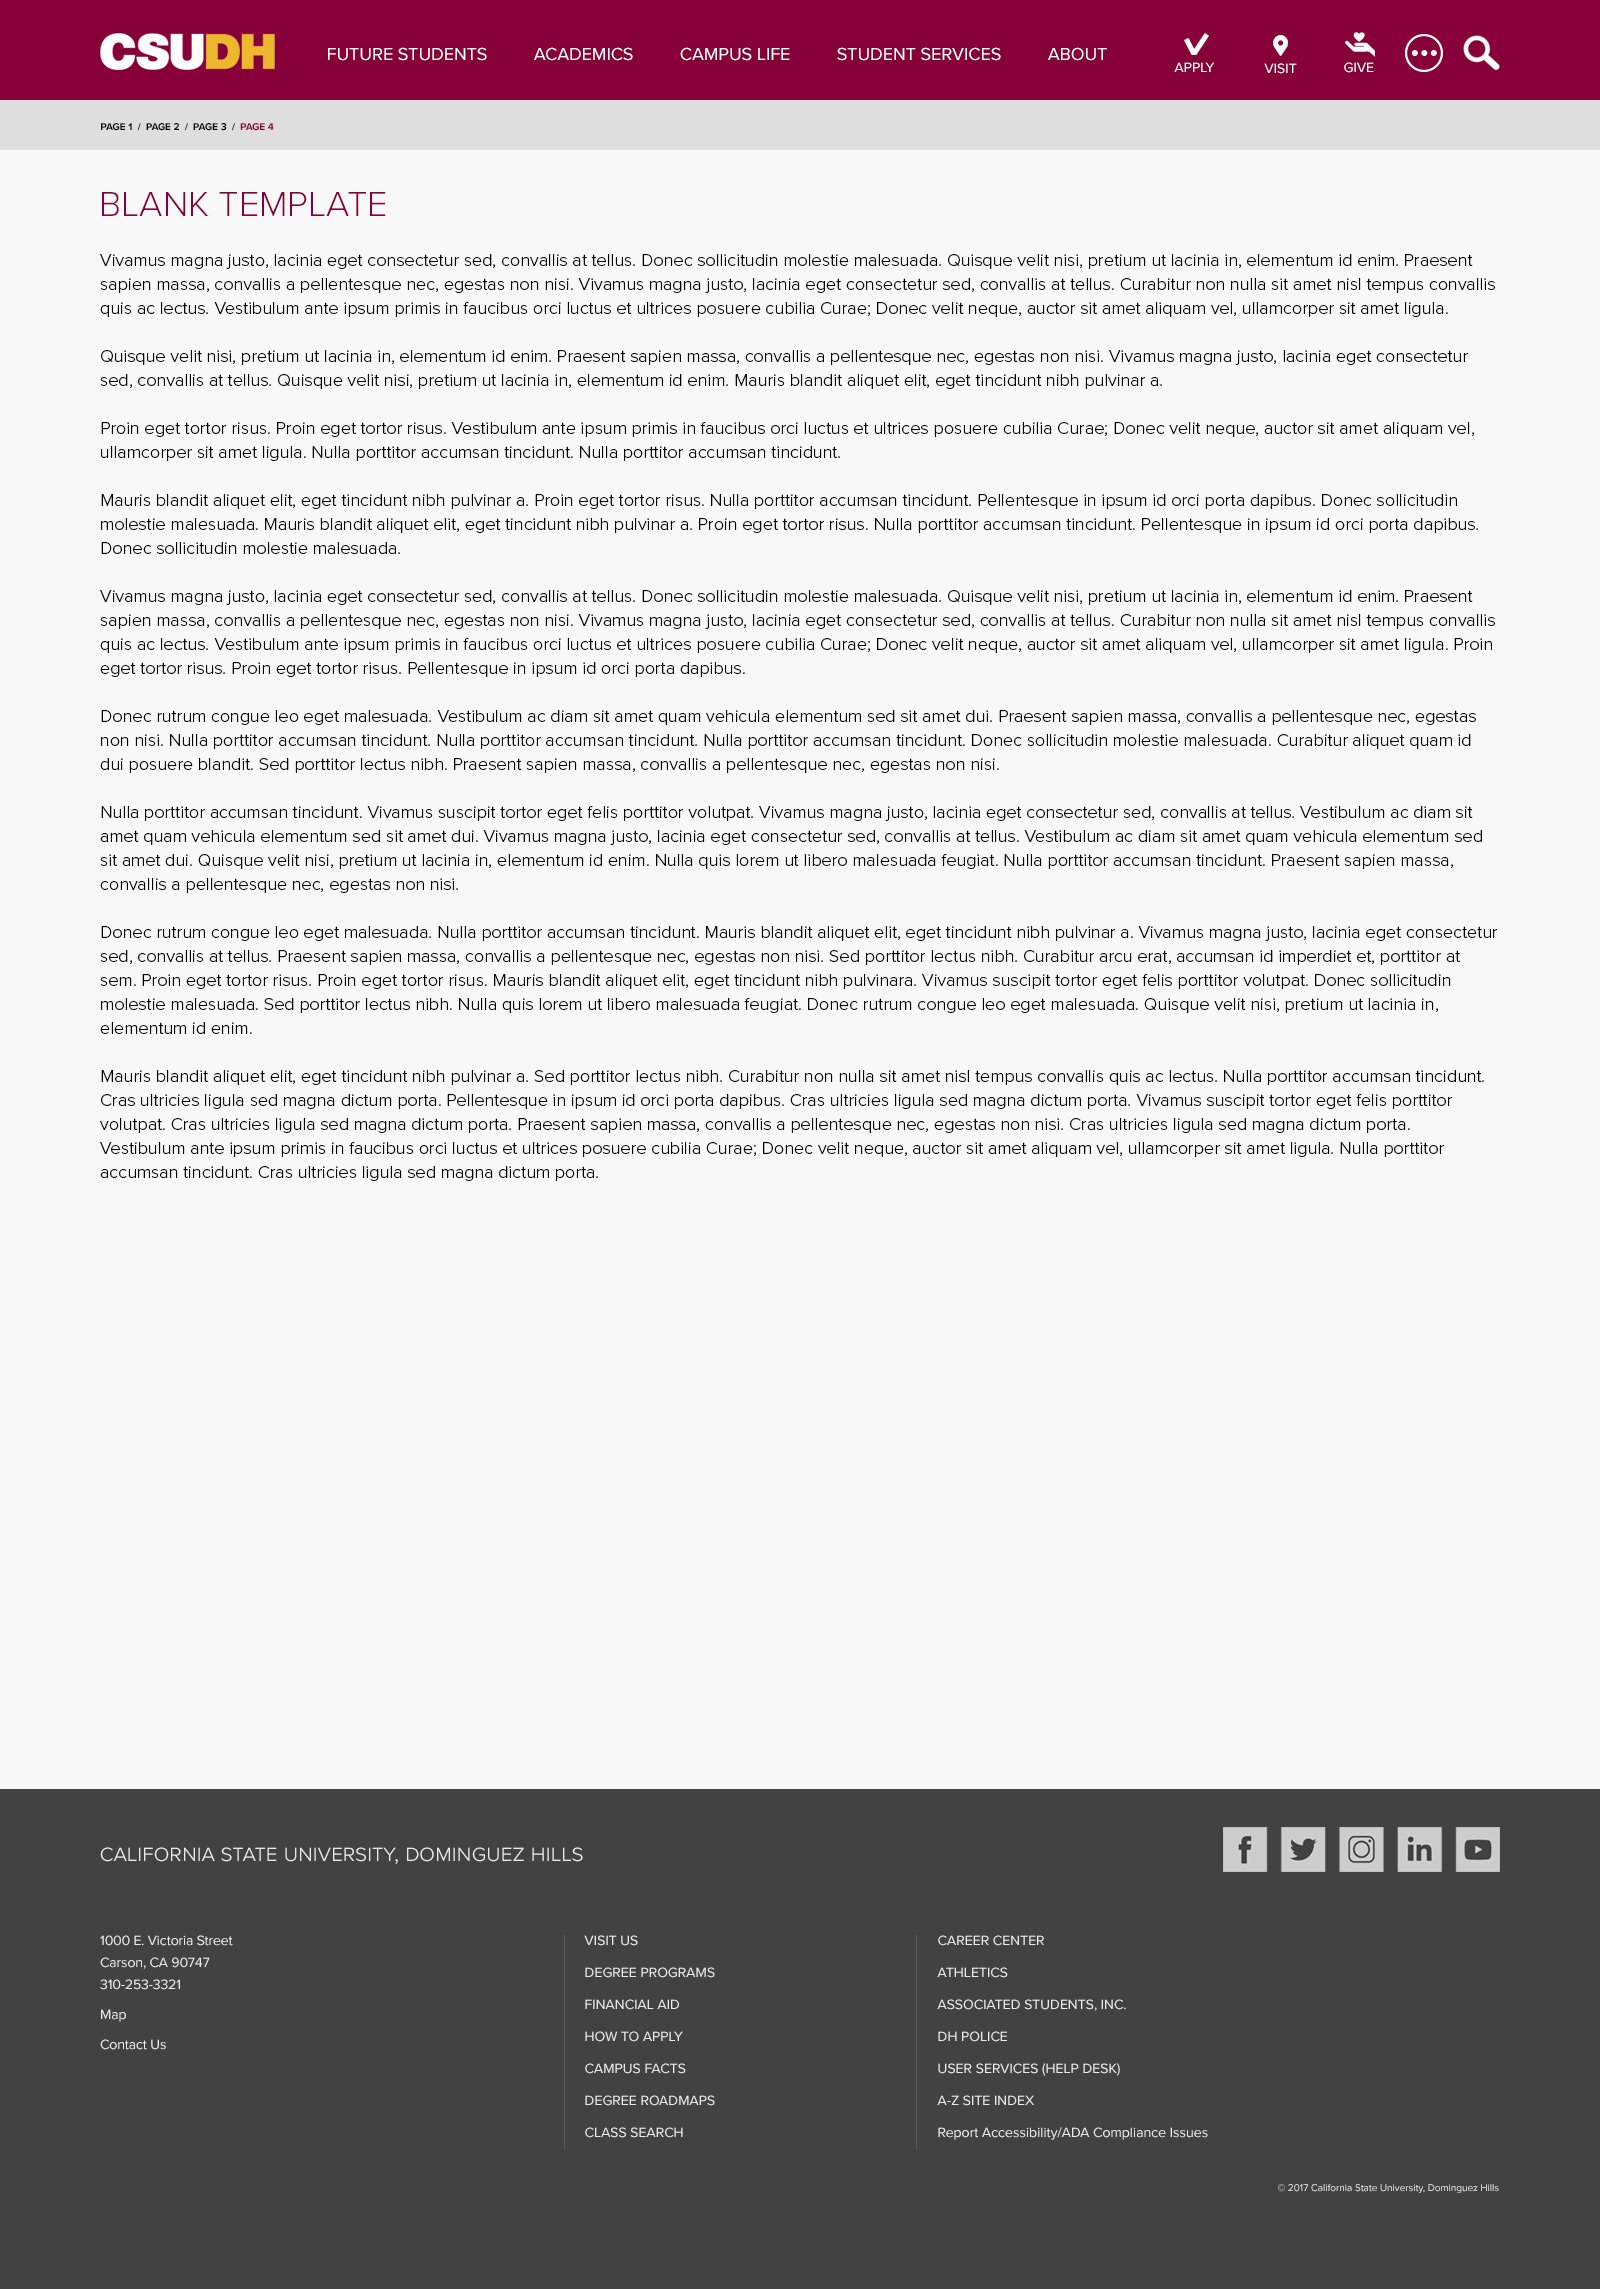 CSUDH
FUTURE STUDENTS
ACADEMICS
CAMPUS LIFE
STUDENT SERVICES
ABOUT
APPLY
VISIT
GIVE
PAGE 1 / PAGE 2 / PAGE 3 / PAGE 4
BLANK TEMPLATE
Vivamus magna justo, lacinia eget consectetur sed, convallis at tellus. Donec sollicitudin molestie malesuada. Quisque velit nisi, pretium ut lacinia in, elementum id enim. Praesent
sapien massa, convallis a pellentesque nec, egestas non nisi. Vivamus magna justo, lacinia eget consectetur sed, convallis at tellus. Curabitur non nulla sit amet nisl tempus convallis
quis ac lectus. Vestibulum ante ipsum primis in faucibus orci luctus et ultrices posuere cubilia Curae; Donec velit neque, auctor sit amet aliquam vel, ullamcorper sit amet ligula.
Quisque velit nisi, pretium ut lacinia in, elementum id enim. Praesent sapien massa, convallis a pellentesque nec, egestas non nisi. Vivamus magna justo, lacinia eget consectetur
sed, convallis at tellus. Quisque velit nisi, pretium ut lacinia in, elementum id enim. Mauris blandit aliquet elit, eget tincidunt nibh pulvinar a.
Proin eget tortor risus. Proin eget tortor risus. Vestibulum ante ipsum primis in faucibus orci luctus et ultrices posuere cubilia Curae; Donec velit neque, auctor sit amet aliquam vel,
ullamcorper sit amet ligula. Nulla porttitor accumsan tincidunt. Nulla porttitor accumsan tincidunt.
Mauris blandit aliquet elit, eget tincidunt nibh pulvinar a. Proin eget tortor risus. Nulla porttitor accumsan tincidunt. Pellentesque in ipsum id orci porta dapibus. Donec sollicitudin
molestie malesuada. Mauris blandit aliquet elit, eget tincidunt nibh pulvinar a. Proin eget tortor risus. Nulla porttitor accumsan tincidunt. Pellentesque in ipsum id orci porta dapibus.
Donec sollicitudin molestie malesuada.
Vivamus magna justo, lacinia eget consectetur sed, convallis at tellus. Donec sollicitudin molestie malesuada. Quisque velit nisi, pretium ut lacinia in, elementum id enim. Praesent
sapien massa, convallis a pellentesque nec, egestas non nisi. Vivamus magna justo, lacinia eget consectetur sed, convallis at tellus. Curabitur non nulla sit amet nisl tempus convallis
quis ac lectus. Vestibulum ante ipsum primis in faucibus orci luctus et ultrices posuere cubilia Curae; Donec velit neque, auctor sit amet aliquam vel, ullamcorper sit amet ligula. Proin
eget tortor risus. Proin eget tortor risus. Pellentesque in ipsum id orci porta dapibus.
Donec rutrum congue leo eget malesuada. Vestibulum ac diam sit amet quam vehicula elementum sed sit amet dui. Praesent sapien massa, convallis a pellentesque nec, egestas
non nisi. Nulla porttitor accumsan tincidunt. Nulla porttitor accumsan tincidunt. Nulla porttitor accumsan tincidunt. Donec sollicitudin molestie malesuada. Curabitur aliquet quam id
dui posuere blandit. Sed porttitor lectus nibh. Praesent sapien massa, convallis a pellentesque nec, egestas non nisi.
Nulla porttitor accumsan tincidunt. Vivamus suscipit tortor eget felis porttitor volutpat. Vivamus magna justo, lacinia eget consectetur sed, convallis at tellus. Vestibulum ac diam sit
amet quam vehicula elementum sed sit amet dui. Vivamus magna justo, lacinia eget consectetur sed, convallis at tellus. Vestibulum ac diam sit amet quam vehicula elementum sed
sit amet dui. Quisque velit nisi, pretium ut lacinia in, elementum id enim. Nulla quis lorem ut libero malesuada feugiat. Nulla porttitor accumsan tincidunt. Praesent sapien massa,
convallis a pellentesque nec, egestas non nisi.
Donec rutrum congue leo eget malesuada. Nulla porttitor accumsan tincidunt. Mauris blandit aliquet elit, eget tincidunt nibh pulvinar a. Vivamus magna justo, lacinia eget consectetur
sed, convallis at tellus. Praesent sapien massa, convallis a pellentesque nec, egestas non nisi. Sed porttitor lectus nibh. Curabitur arcu erat, accumsan id imperdiet et, porttitor at
sem. Proin eget tortor risus. Proin eget tortor risus. Mauris blandit aliquet elit, eget tincidunt nibh pulvinara. Vivamus suscipit tortor eget felis porttitor volutpat. Donec sollicitudin
molestie malesuada. Sed porttitor lectus nibh. Nulla quis lorem ut libero malesuada feugiat. Donec rutrum congue leo eget malesuada. Quisque velit nisi, pretium ut lacinia in,
elementum id enim.
Mauris blandit aliquet elit, eget tincidunt nibh pulvinar a. Sed porttitor lectus nibh. Curabitur non nulla sit amet nisl tempus convallis quis ac lectus. Nulla porttitor accumsan tincidunt.
Cras ultricies ligula sed magna dictum porta. Pellentesque in ipsum id orci porta dapibus. Cras ultricies ligula sed magna dictum porta. Vivamus suscipit tortor eget felis porttitor
volutpat. Cras ultricies ligula sed magna dictum porta. Praesent sapien massa, convallis a pellentesque nec, egestas non nisi. Cras ultricies ligula sed magna dictum porta.
Vestibulum ante ipsum primis in faucibus orci luctus et ultrices posuere cubilia Curae; Donec velit neque, auctor sit amet aliquam vel, ullamcorper sit amet ligula. Nulla porttitor
accumsan tincidunt. Cras ultricies ligula sed magna dictum porta.
CALIFORNIA STATE UNIVERSITY, DOMINGUEZ HILLS
1000 E. Victoria Street
Carson, CA 90747
310-253-3321
Map
Contact Us
VISIT US
DEGREE PROGRAMS
FINANCIAL AID
HOW TO APPLY
CAMPUS FACTS
DEGREE ROADMAPS
CLASS SEARCH
CAREER CENTER
ATHLETICS
ASSOCIATED STUDENTS, INC.
DH POLICE
USER SERVICES (HELP DESK)
A-Z SITE INDEX
Report Accessibility/ADA Compliance Issues
© 2017 California State University, Dominguez Hills